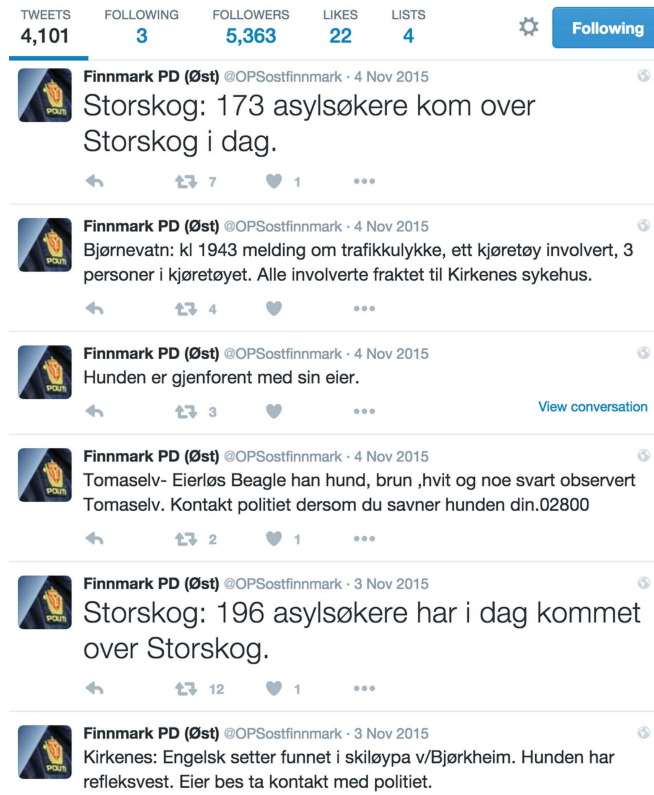 TWEETS FOLLOWING FOLLOWERS LIKES LISTS
4,101 3 5,363 22 4
Following
Finnmark PD (Øst) @OPSostfinnmark · 4 Nov 2015
Storskog: 173 asylsøkere kom over
Storskog i dag.
7 1
Finnmark PD (Øst) @OPSostfinnmark · 4 Nov 2015
Bjørnevatn: kl 1943 melding om trafikkulykke, ett kjøretøy involvert, 3
personer i kjøretøyet. Alle involverte fraktet til Kirkenes sykehus.
4
Finnmark PD (Øst) @OPSostfinnmark · 4 Nov 2015
Hunden er gjenforent med sin eier.
3 View conversation
Finnmark PD (Øst) @OPSostfinnmark · 4 Nov 2015
Tomaselv- Eierløs Beagle han hund, brun ,hvit og noe svart observert
Tomaselv. Kontakt politiet dersom du savner hunden din.02800
2 1
Finnmark PD (Øst) @OPSostfinnmark · 3 Nov 2015
Storskog: 196 asylsøkere har i dag kommet
over Storskog.
12 1
Finnmark PD (Øst) @OPSostfinnmark · 3 Nov 2015
Kirkenes: Engelsk setter funnet i skiløypa v/Bjørkheim. Hunden har
refleksvest. Eier bes ta kontakt med politiet.